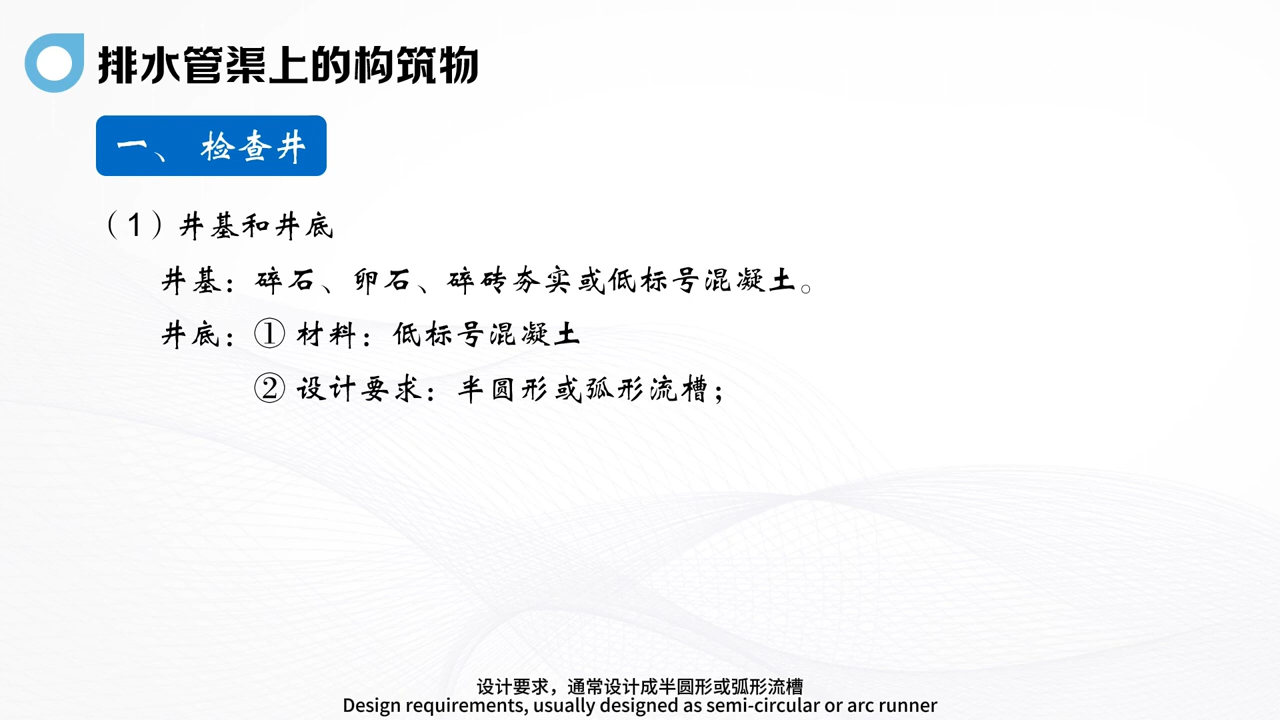 排水管渠上的构筑物
一、 检查井
（1）井基和井底
井基：碎石、卵石、碎砖夯实或低标号混凝土。
井底：① 材料：低标号混凝土
② 设计要求：半圆形或弧形流槽；
设计要求，通常设计成半圆形或弧形流槽
Design requirements, usually designed as semi-circular or arc runner